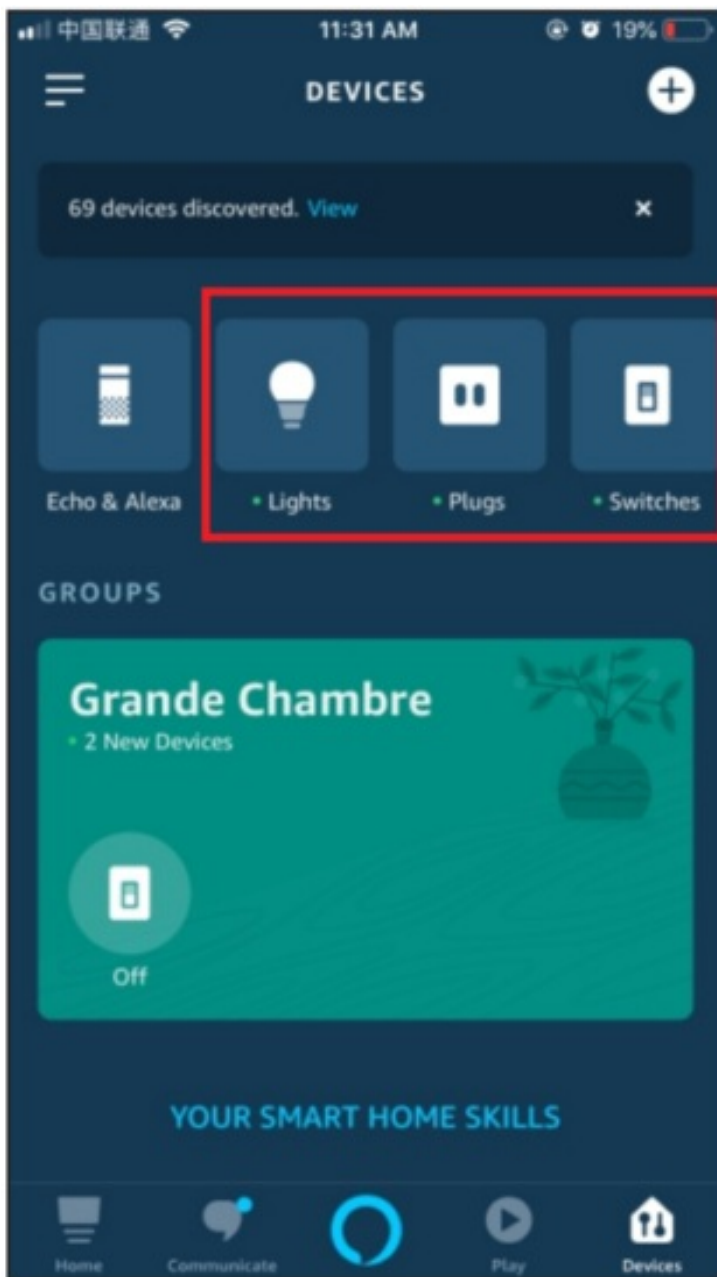 中国联通 11:31 AM 19%
DEVICES
69 devices discovered. View
Echo & Alexa
• Lights
• Plugs
• Switches
GROUPS
Grande Chambre
• 2 New Devices
Off
YOUR SMART HOME SKILLS
Home Communicate Play Devices